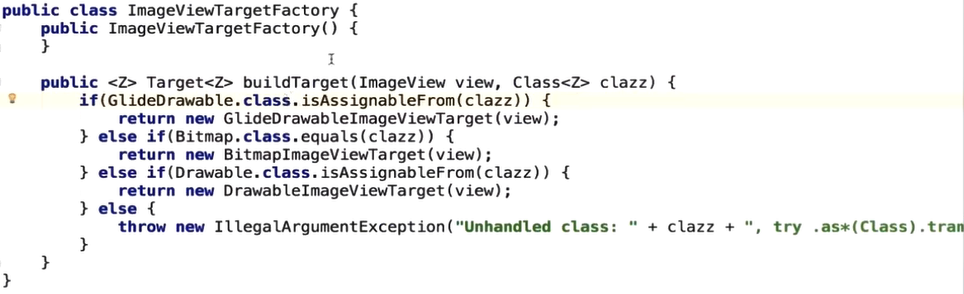 public class ImageViewTargetFactory {
public ImageViewTargetFactory() {
}
public <Z> Target<Z> buildTarget(ImageView view, Class<Z> clazz) {
if(GlideDrawable.class.isAssignableFrom(clazz)) {
return new GlideDrawableImageViewTarget(view);
} else if(Bitmap.class.equals(clazz)) {
return new BitmapImageViewTarget(view);
} else if(Drawable.class.isAssignableFrom(clazz)) {
return new DrawableImageViewTarget(view);
} else {
throw new IllegalArgumentException("Unhandled class: " + clazz + ", try .as*(Class).tran
}
}
}